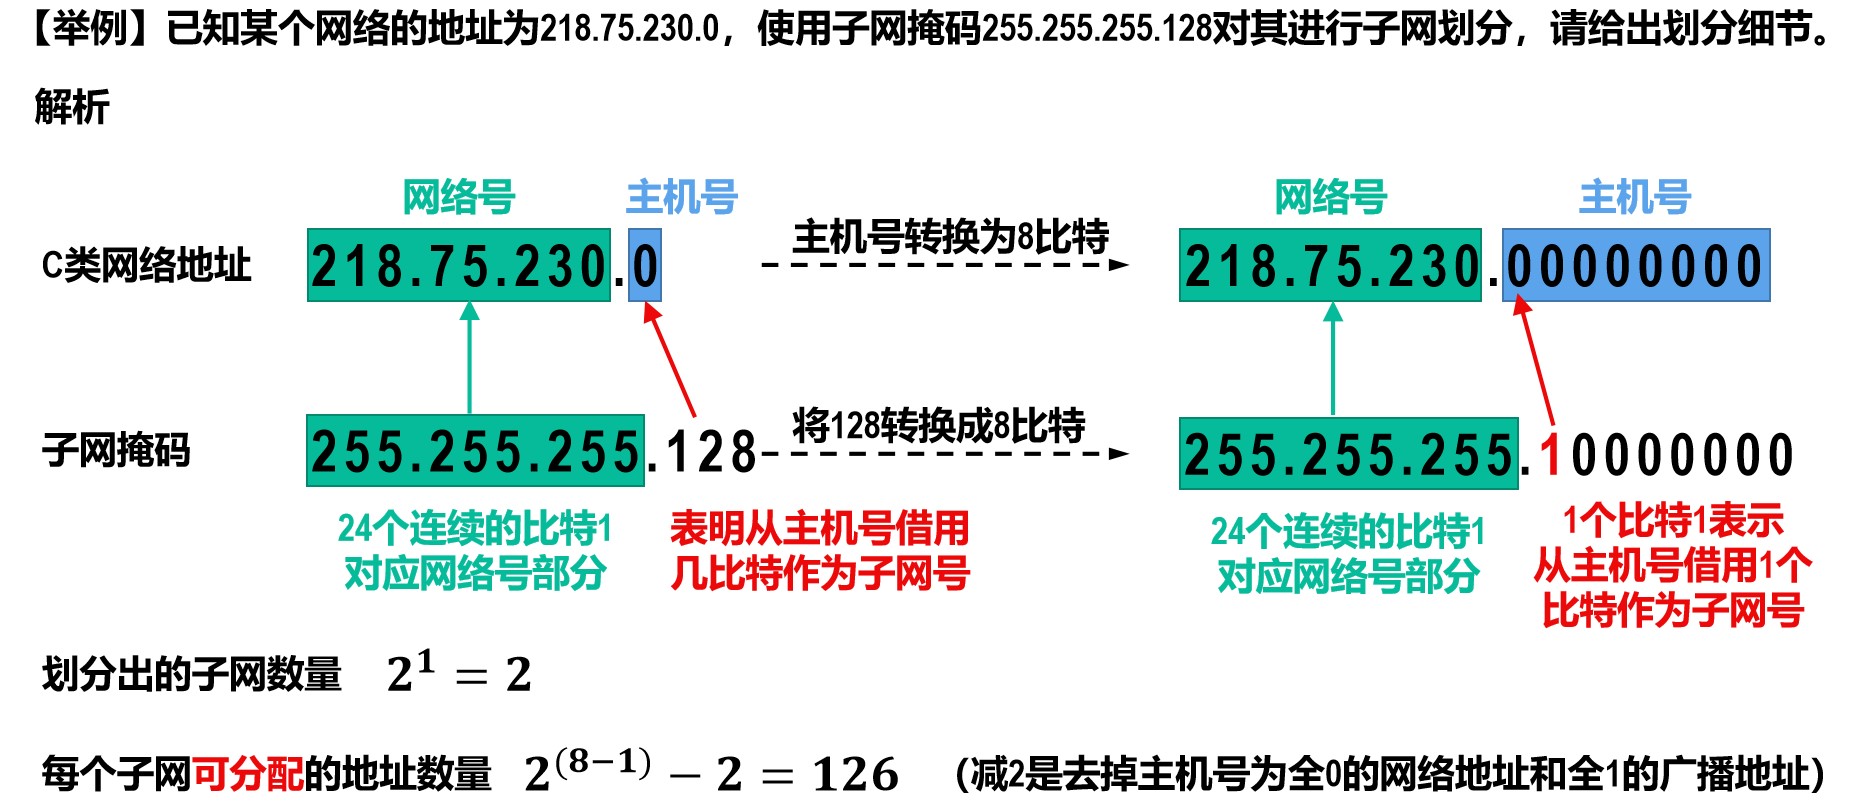 【举例】已知某个网络的地址为218.75.230.0，使用子网掩码255.255.255.128对其进行子网划分，请给出划分细节。
解析
网络号 主机号 网络号 主机号
C类网络地址 218.75.230.0 主机号转换为8比特 218.75.230.00000000
子网掩码 255.255.255.128 将128转换成8比特 255.255.255.10000000
24个连续的比特1 表明从主机号借用 24个连续的比特1 1个比特1表示
对应网络号部分 几比特作为子网号 对应网络号部分 从主机号借用1个
比特作为子网号
划分出的子网数量 2¹ = 2
每个子网可分配的地址数量 2⁽⁸⁻¹⁾ − 2 = 126 （减2是去掉主机号为全0的网络地址和全1的广播地址）